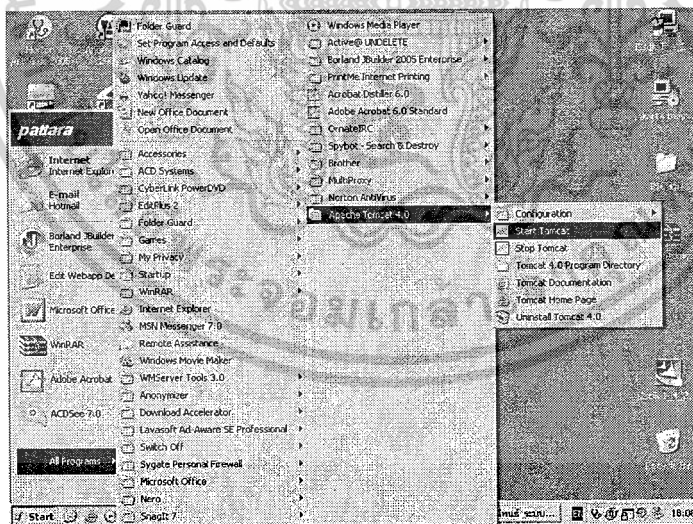 pattara
Internet
Internet Explor
E-mail
Hotmail
Borland JBuilder
Enterprise
Edit Webapp De
Microsoft Office
WinRAR
Adobe Acrobat
ACDSee 7.0
All Programs
Start
Folder Guard
Set Program Access and Defaults
Windows Catalog
Windows Update
Yahoo! Messenger
New Office Document
Open Office Document
Accessories
ACD Systems
CyberLink PowerDVD
EditPlus 2
Folder Guard
Games
My Privacy
Startup
WinRAR
Internet Explorer
MSN Messenger 7.0
Remote Assistance
Windows Movie Maker
WMServer Tools 3.0
Anonymizer
Download Accelerator
Lavasoft Ad-Aware SE Professional
Switch Off
Sygate Personal Firewall
Microsoft Office
Nero
SnagIt 7
Windows Media Player
Active@ UNDELETE
Borland JBuilder 2005 Enterprise
PrintMe Internet Printing
Acrobat Distiller 6.0
Adobe Acrobat 6.0 Standard
OrnateIRC
Spybot - Search & Destroy
Brother
MultiProxy
Norton AntiVirus
Apache Tomcat 4.0
Configuration
Start Tomcat
Stop Tomcat
Tomcat 4.0 Program Directory
Tomcat Documentation
Tomcat Home Page
Uninstall Tomcat 4.0
18:00